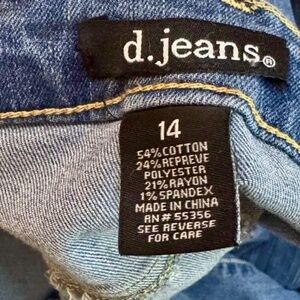 d.jeans®
14
54% COTTON
24% REPREVE
POLYESTER
21% RAYON
1% SPANDEX
MADE IN CHINA
RN# 55356
SEE REVERSE
FOR CARE